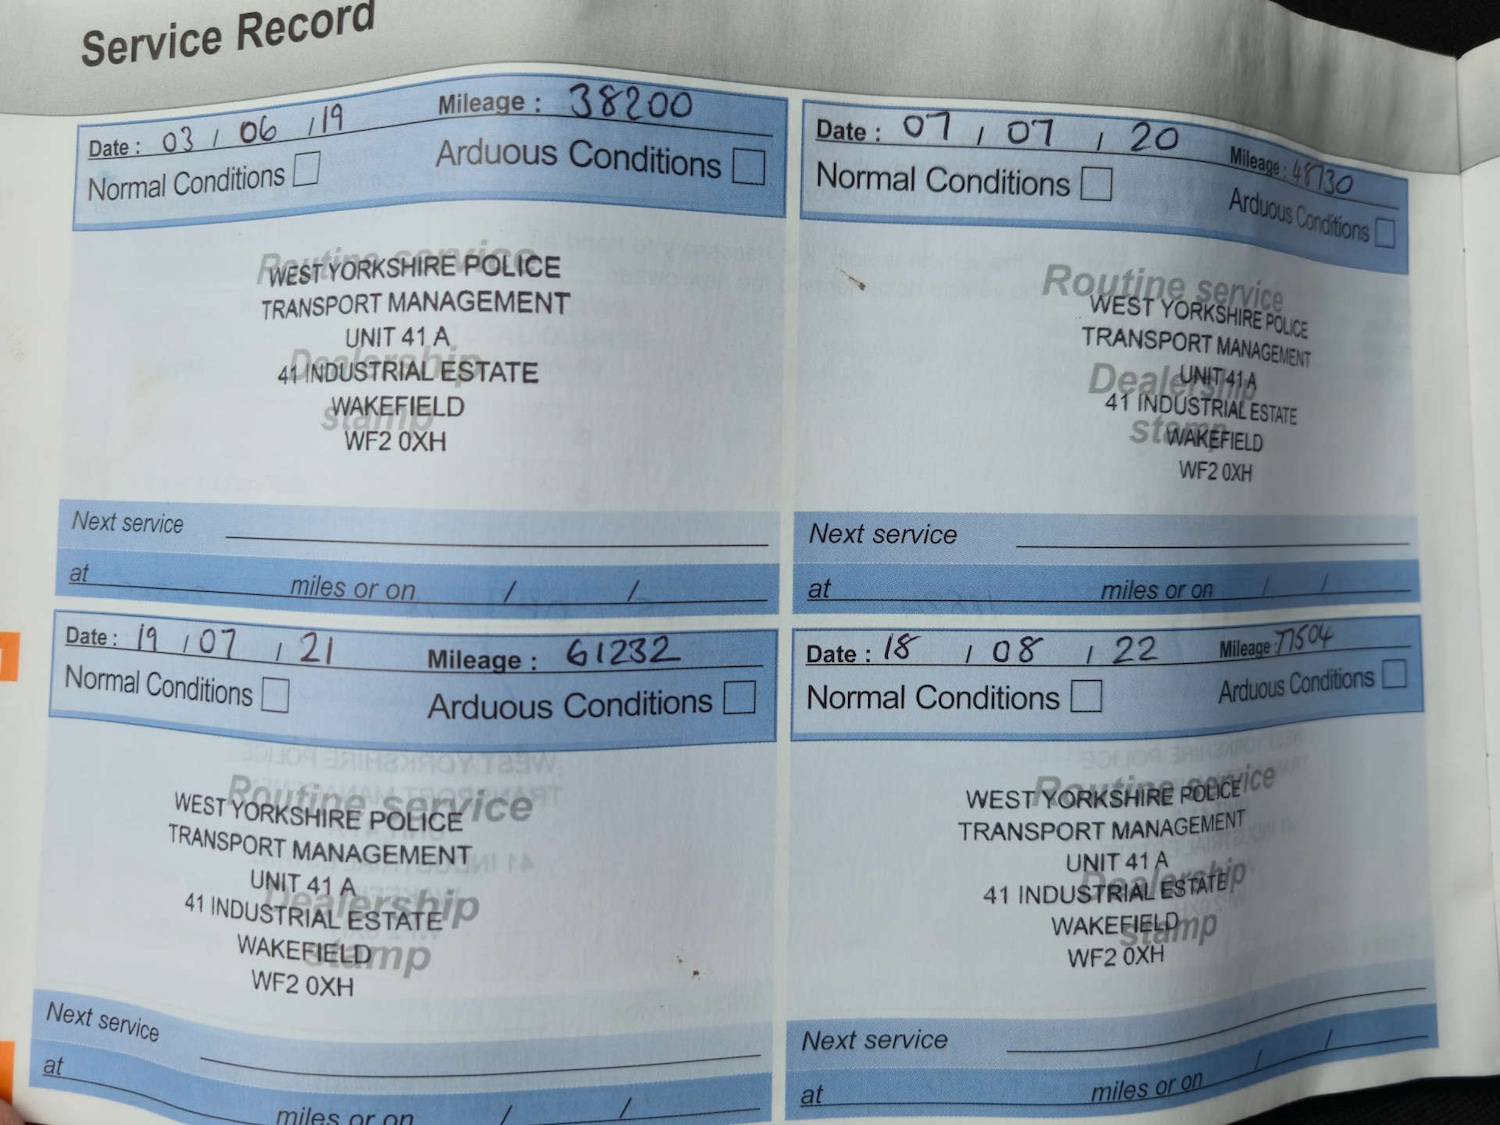 Service Record
Date : 03 / 06 / 19 Mileage : 38200
Normal Conditions Arduous Conditions
Routine service
Dealership
stamp
WEST YORKSHIRE POLICE
TRANSPORT MANAGEMENT
UNIT 41 A
41 INDUSTRIAL ESTATE
WAKEFIELD
WF2 0XH
Next service
at miles or on / /
Date : 07 / 07 / 20 Mileage : 48730
Normal Conditions Arduous Conditions
Routine service
Dealership
stamp
WEST YORKSHIRE POLICE
TRANSPORT MANAGEMENT
UNIT 41 A
41 INDUSTRIAL ESTATE
WAKEFIELD
WF2 0XH
Next service
at miles or on / /
Date : 19 / 07 / 21 Mileage : 61232
Normal Conditions Arduous Conditions
Routine service
Dealership
stamp
WEST YORKSHIRE POLICE
TRANSPORT MANAGEMENT
UNIT 41 A
41 INDUSTRIAL ESTATE
WAKEFIELD
WF2 0XH
Next service
at miles or on / /
Date : 18 / 08 / 22 Mileage : 77504
Normal Conditions Arduous Conditions
Routine service
Dealership
stamp
WEST YORKSHIRE POLICE
TRANSPORT MANAGEMENT
UNIT 41 A
41 INDUSTRIAL ESTATE
WAKEFIELD
WF2 0XH
Next service
at miles or on / /